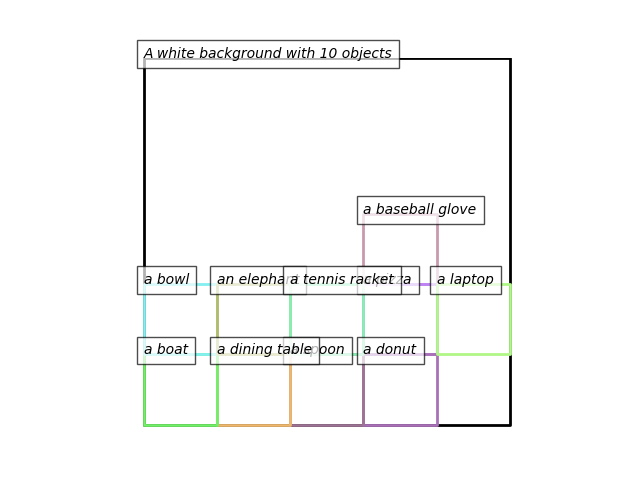 A white background with 10 objects
a baseball glove
a bowl
an elephant
a tennis racket
a pizza
a laptop
a boat
a dining table
a spoon
a donut